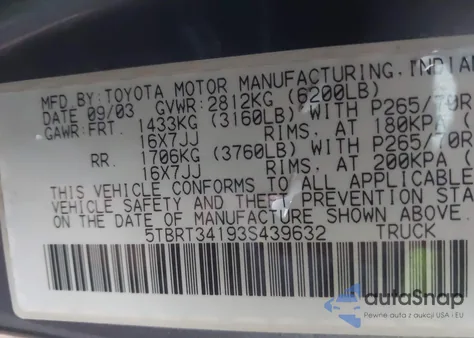 MFD.BY:TOYOTA MOTOR MANUFACTURING, INDIAN
DATE 09/03 GVWR:2812KG (6200LB)
GAWR:FRT. 1433KG (3160LB) WITH P265/70R
16X7JJ RIMS. AT 180KPA
RR. 1706KG (3760LB) WITH P265/70R
16X7JJ RIMS. AT 200KPA
THIS VEHICLE CONFORMS TO ALL APPLICABLE
VEHICLE SAFETY AND THEFT PREVENTION STA
ON THE DATE OF MANUFACTURE SHOWN ABOVE.
5TBRT34193S439632 TRUCK
autoSnap
Pewne auta z aukcji USA i EU